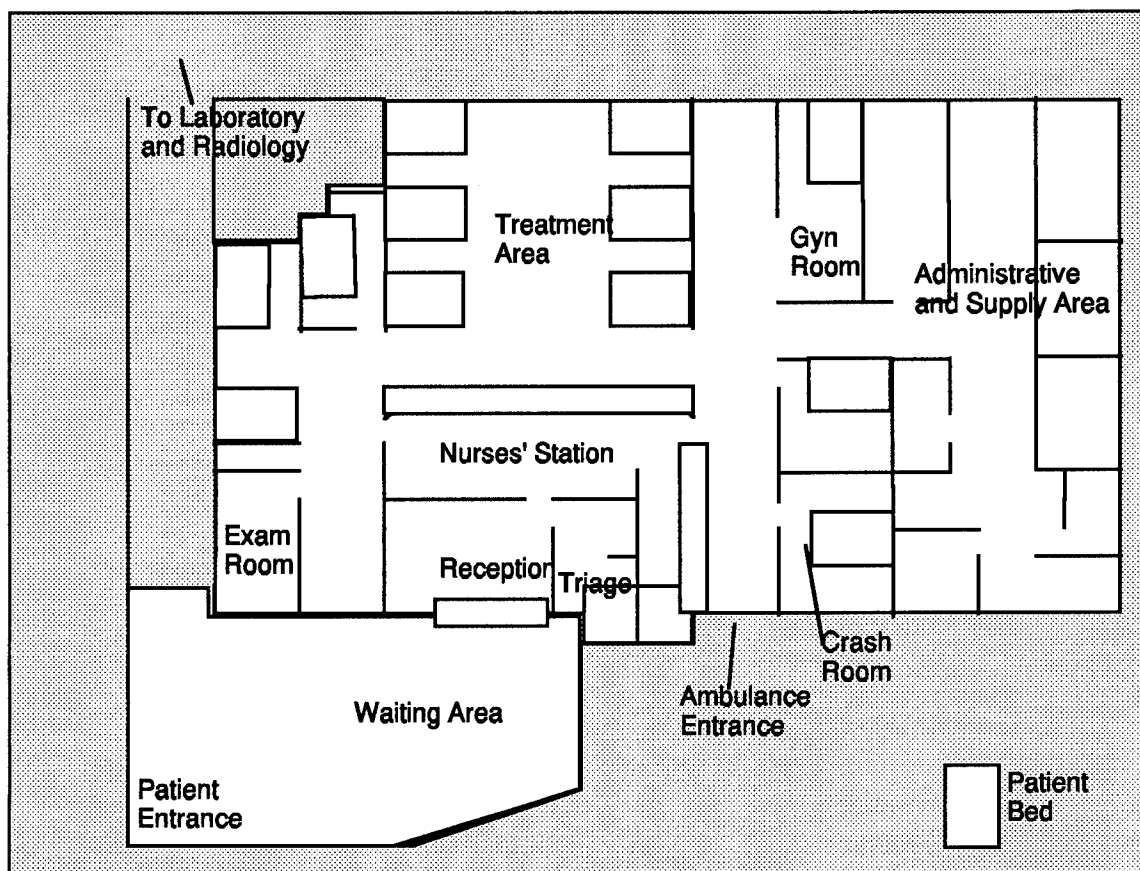 To Laboratory
and Radiology
Treatment
Area
Gyn
Room
Administrative
and Supply Area
Nurses' Station
Exam
Room
Reception
Triage
Crash
Room
Ambulance
Entrance
Waiting Area
Patient
Entrance
Patient
Bed